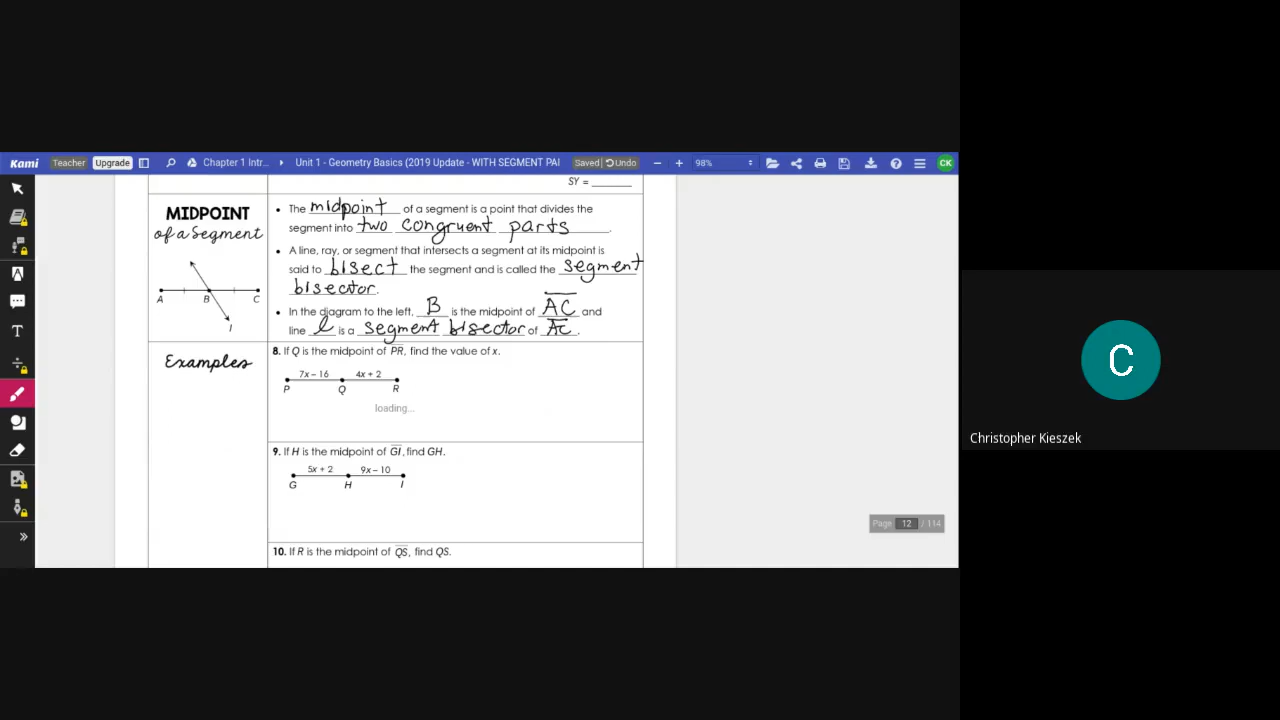 Kami Teacher Upgrade Chapter 1 Intr... Unit 1 - Geometry Basics (2019 Update - WITH SEGMENT PAI Saved Undo 98% CK
SY = ______
MIDPOINT
of a Segment
• The midpoint of a segment is a point that divides the
segment into two congruent parts.
• A line, ray, or segment that intersects a segment at its midpoint is
said to bisect the segment and is called the segment
bisector.
• In the diagram to the left, B is the midpoint of AC and
line l is a segment bisector of AC.
A B C
l
Examples
8. If Q is the midpoint of PR, find the value of x.
7x – 16 4x + 2
P Q R
loading...
9. If H is the midpoint of GI, find GH.
5x + 2 9x – 10
G H I
10. If R is the midpoint of QS, find QS.
Page 12 / 114
C
Christopher Kieszek